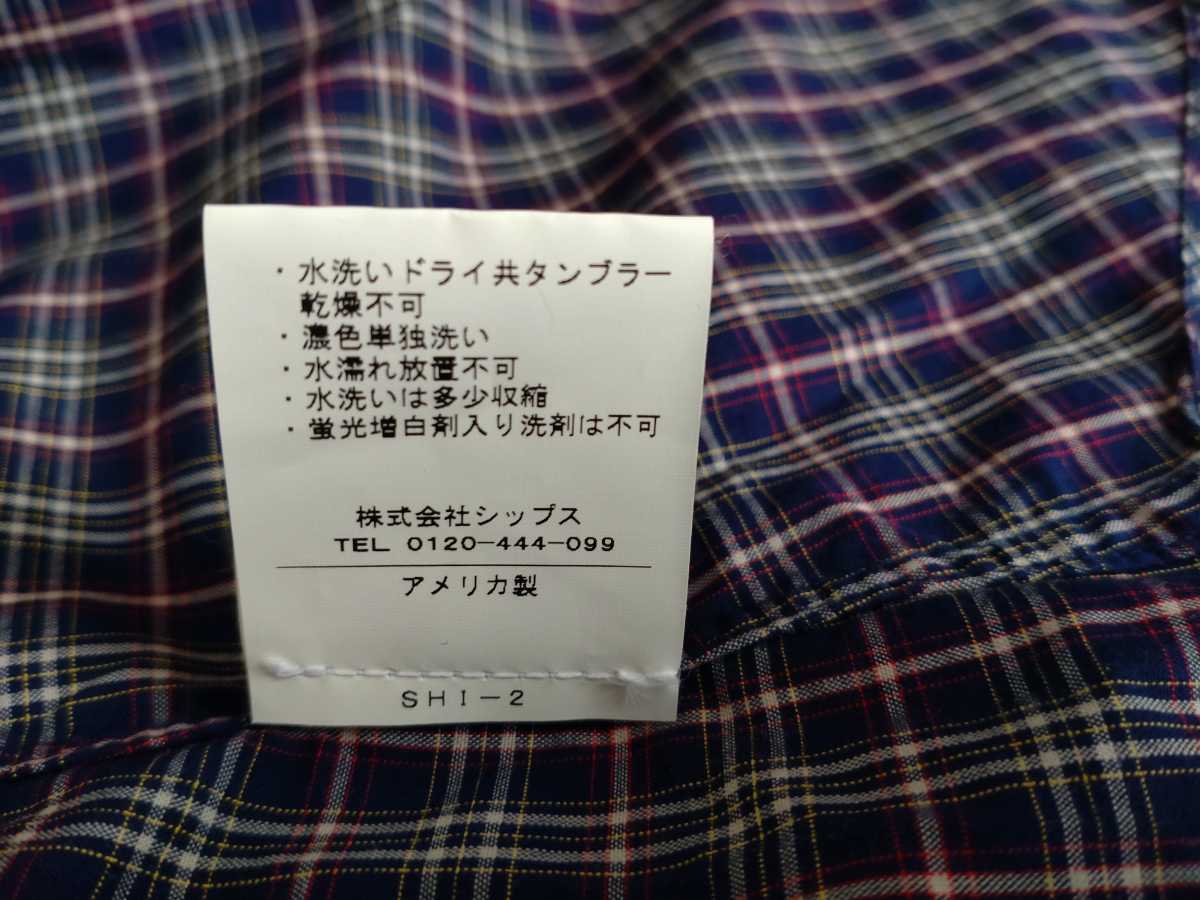 ・水洗いドライ共タンブラー
乾燥不可
・濃色単独洗い
・水濡れ放置不可
・水洗いは多少収縮
・蛍光増白剤入り洗剤は不可
株式会社シップス
TEL 0120-444-099
アメリカ製
SHI-2